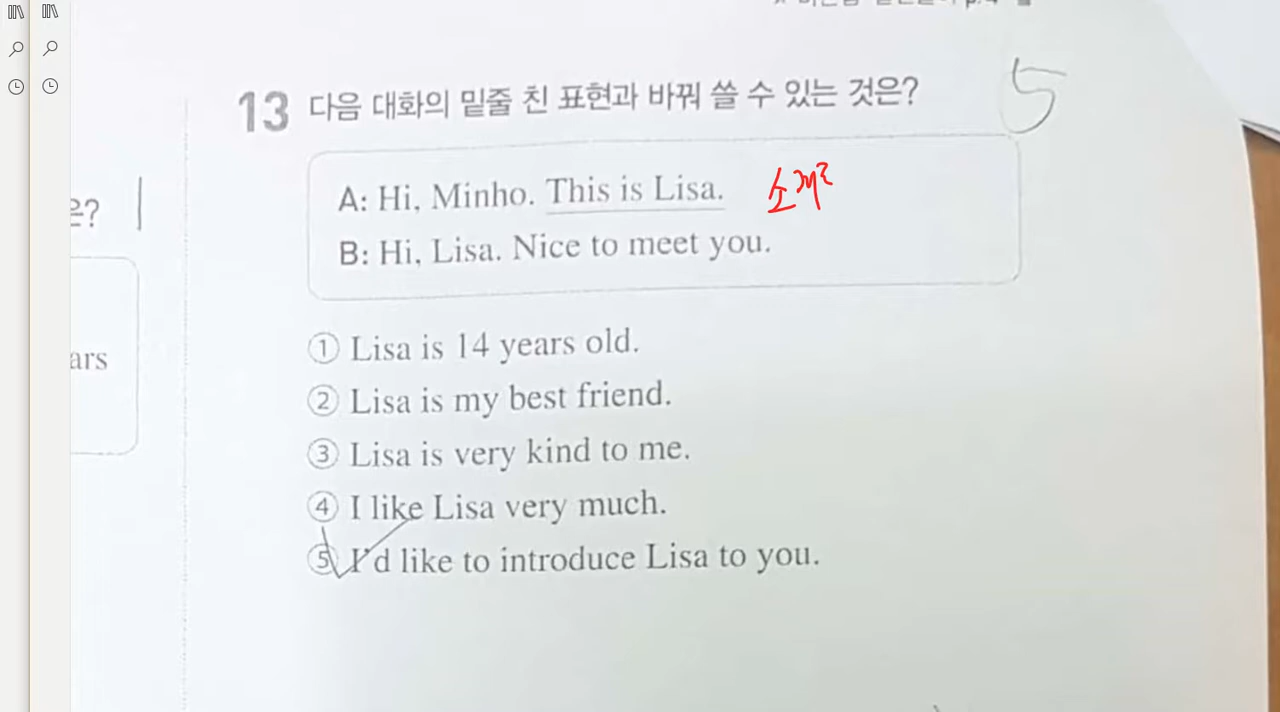 13 다음 대화의 밑줄 친 표현과 바꿔 쓸 수 있는 것은? 5
A: Hi, Minho. This is Lisa. 소개
B: Hi, Lisa. Nice to meet you.
① Lisa is 14 years old.
② Lisa is my best friend.
③ Lisa is very kind to me.
④ I like Lisa very much.
⑤ I'd like to introduce Lisa to you.
ars